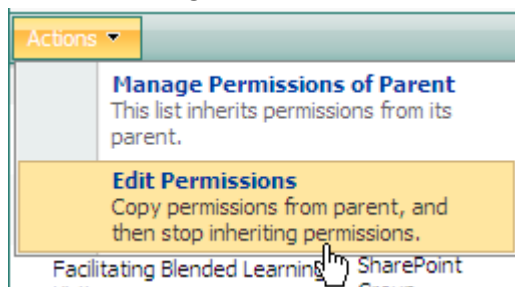 Actions
Manage Permissions of Parent
This list inherits permissions from its
parent.
Edit Permissions
Copy permissions from parent, and
then stop inheriting permissions.
Facilitating Blended Learning SharePoint